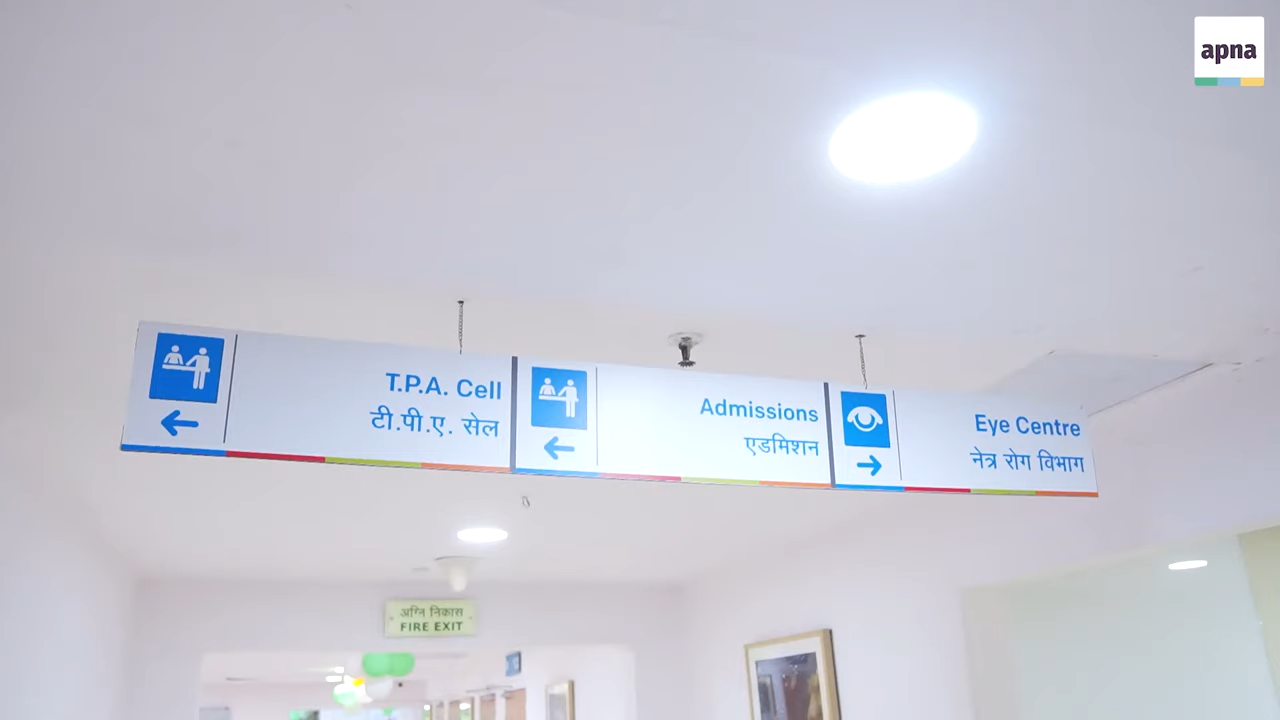 apna
T.P.A. Cell
टी.पी.ए. सेल
Admissions
एडमिशन
Eye Centre
नेत्र रोग विभाग
अग्नि निकास
FIRE EXIT